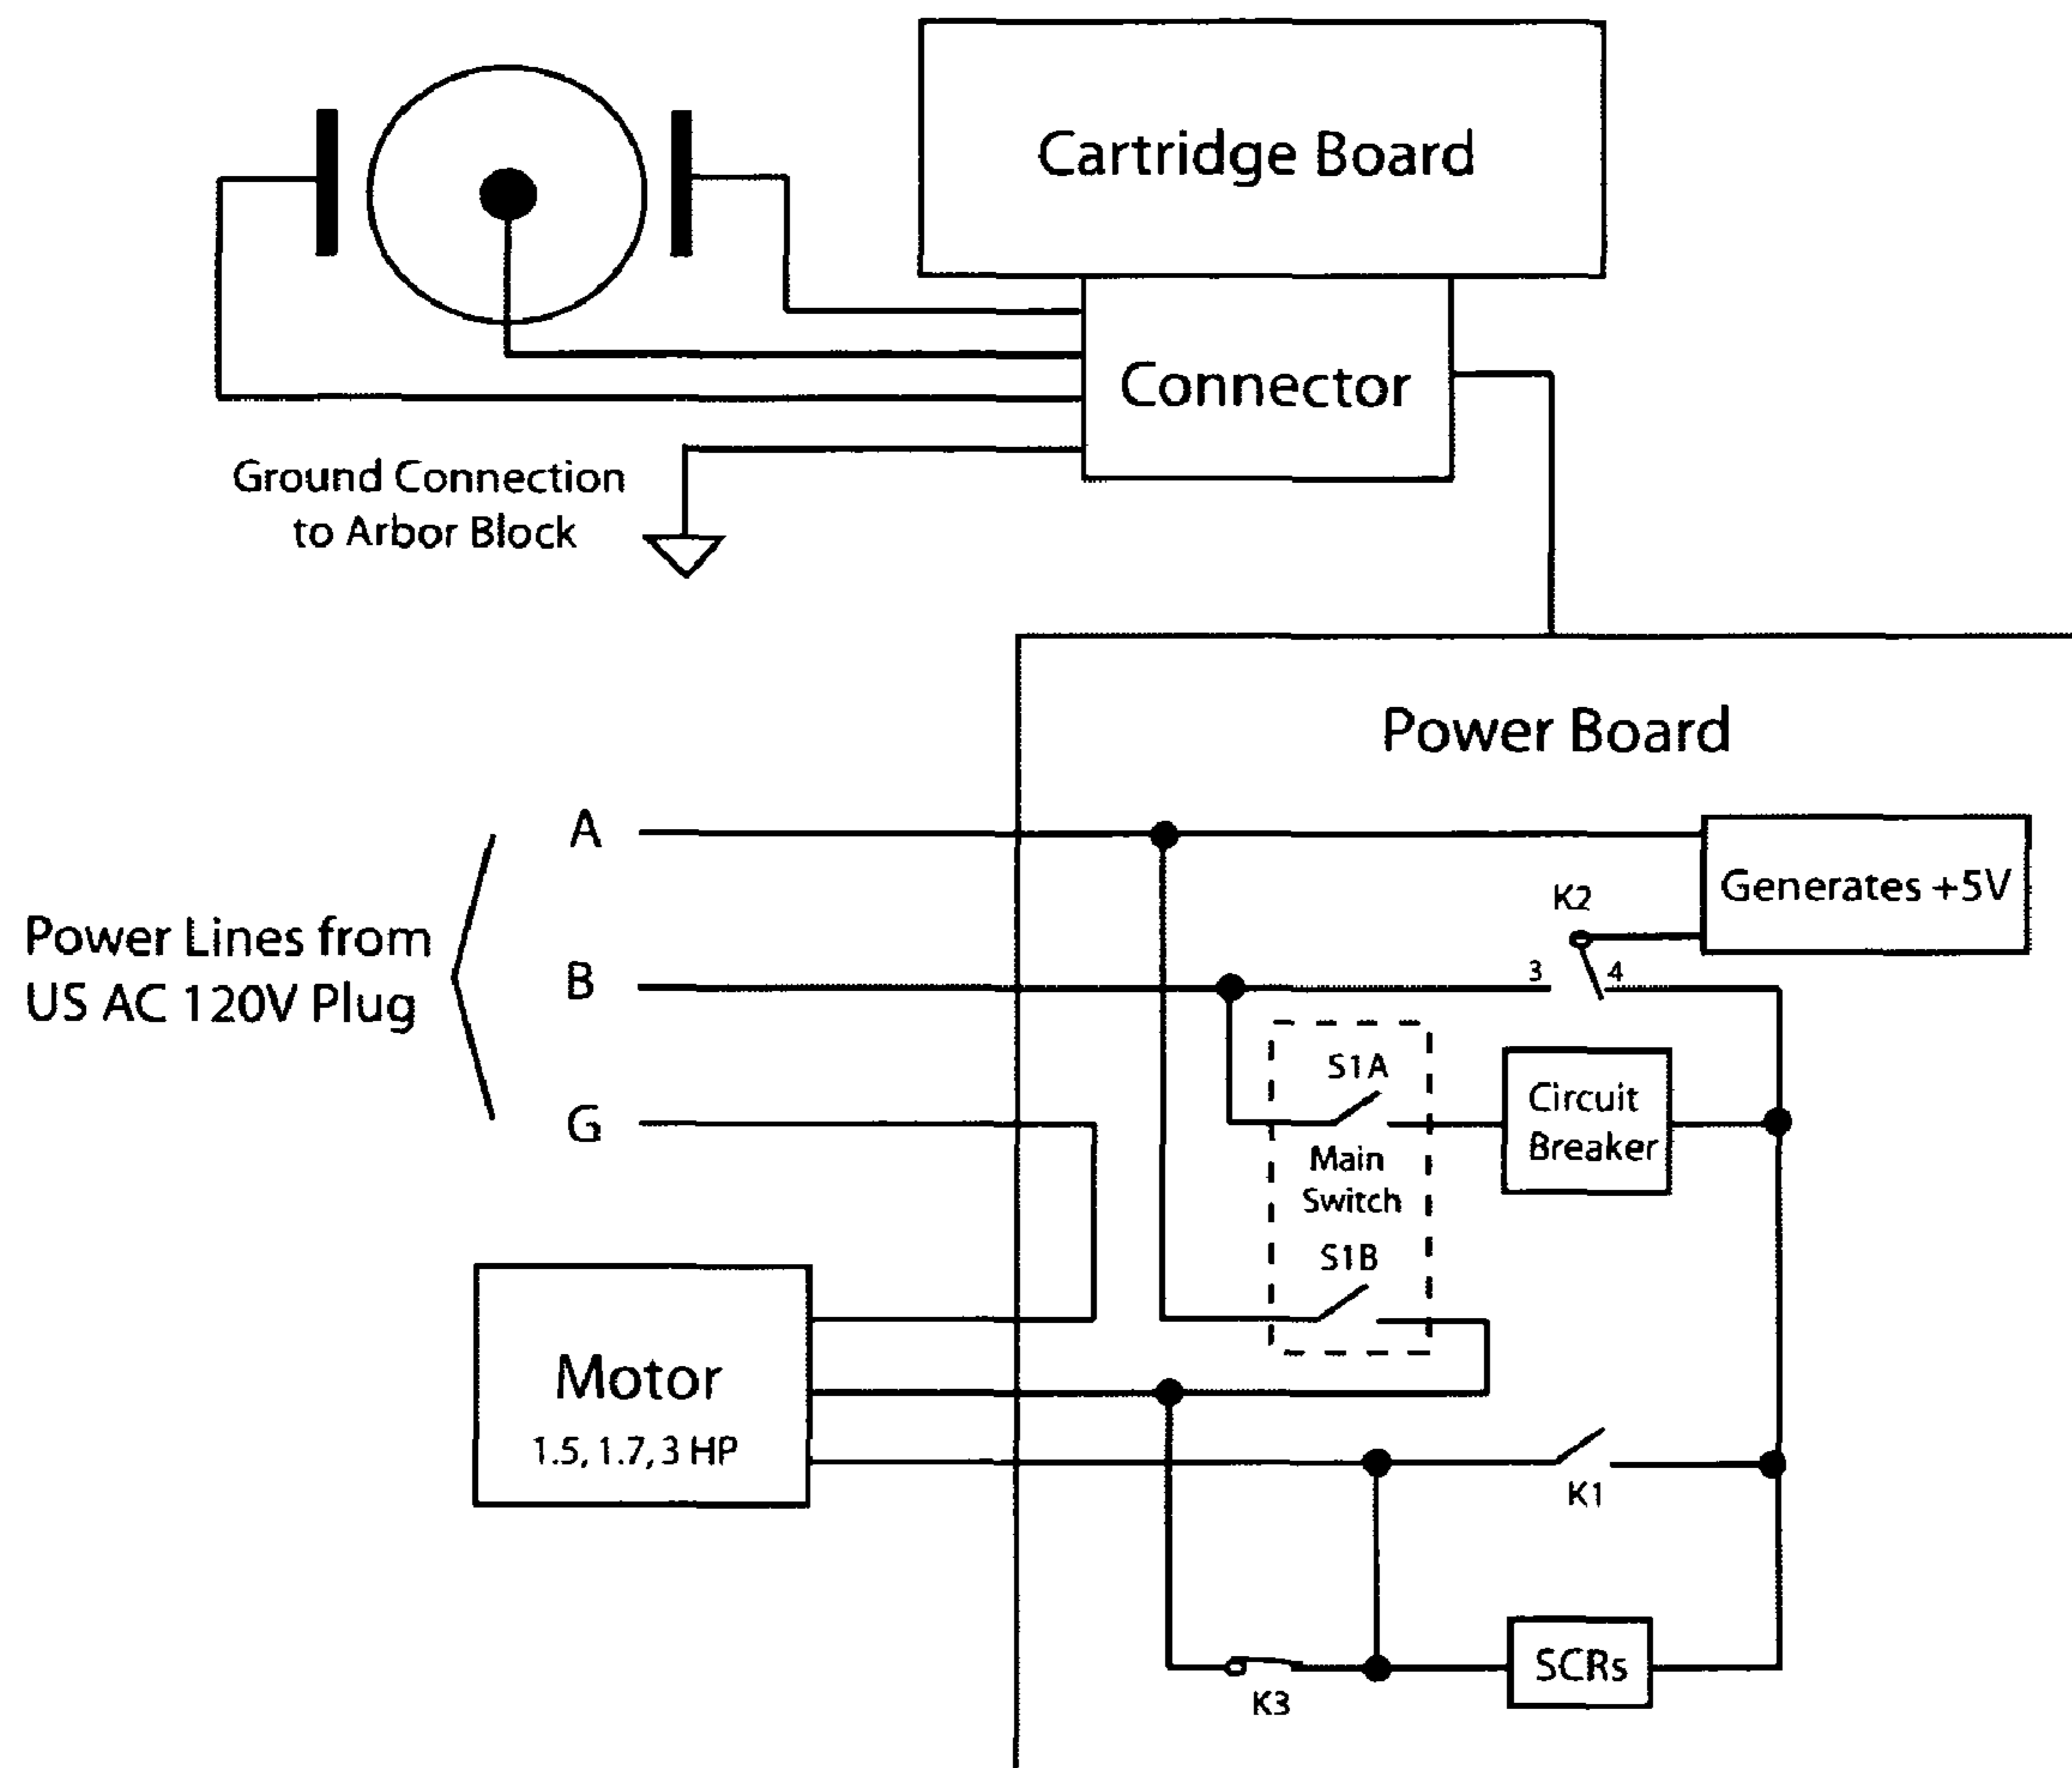 Cartridge Board
Connector
Ground Connection
to Arbor Block
Power Board
A
Generates +5V
K2
3
4
Power Lines from
US AC 120V Plug
B
S1A
Circuit
Breaker
G
Main
Switch
S1B
Motor
1.5, 1.7, 3 HP
K1
SCRs
K3